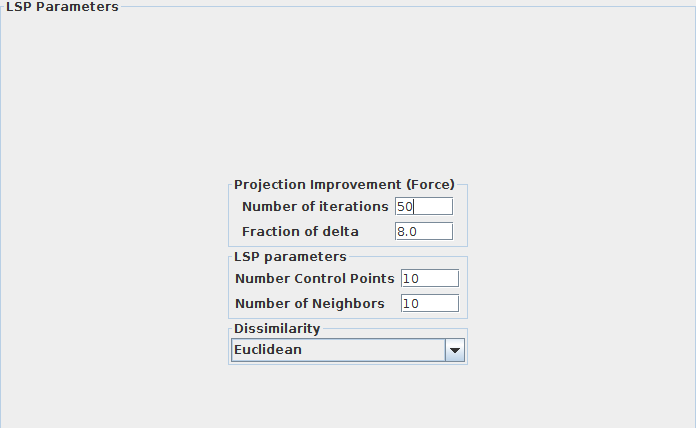 LSP Parameters
Projection Improvement (Force)
Number of iterations 50
Fraction of delta 8.0
LSP parameters
Number Control Points 10
Number of Neighbors 10
Dissimilarity
Euclidean